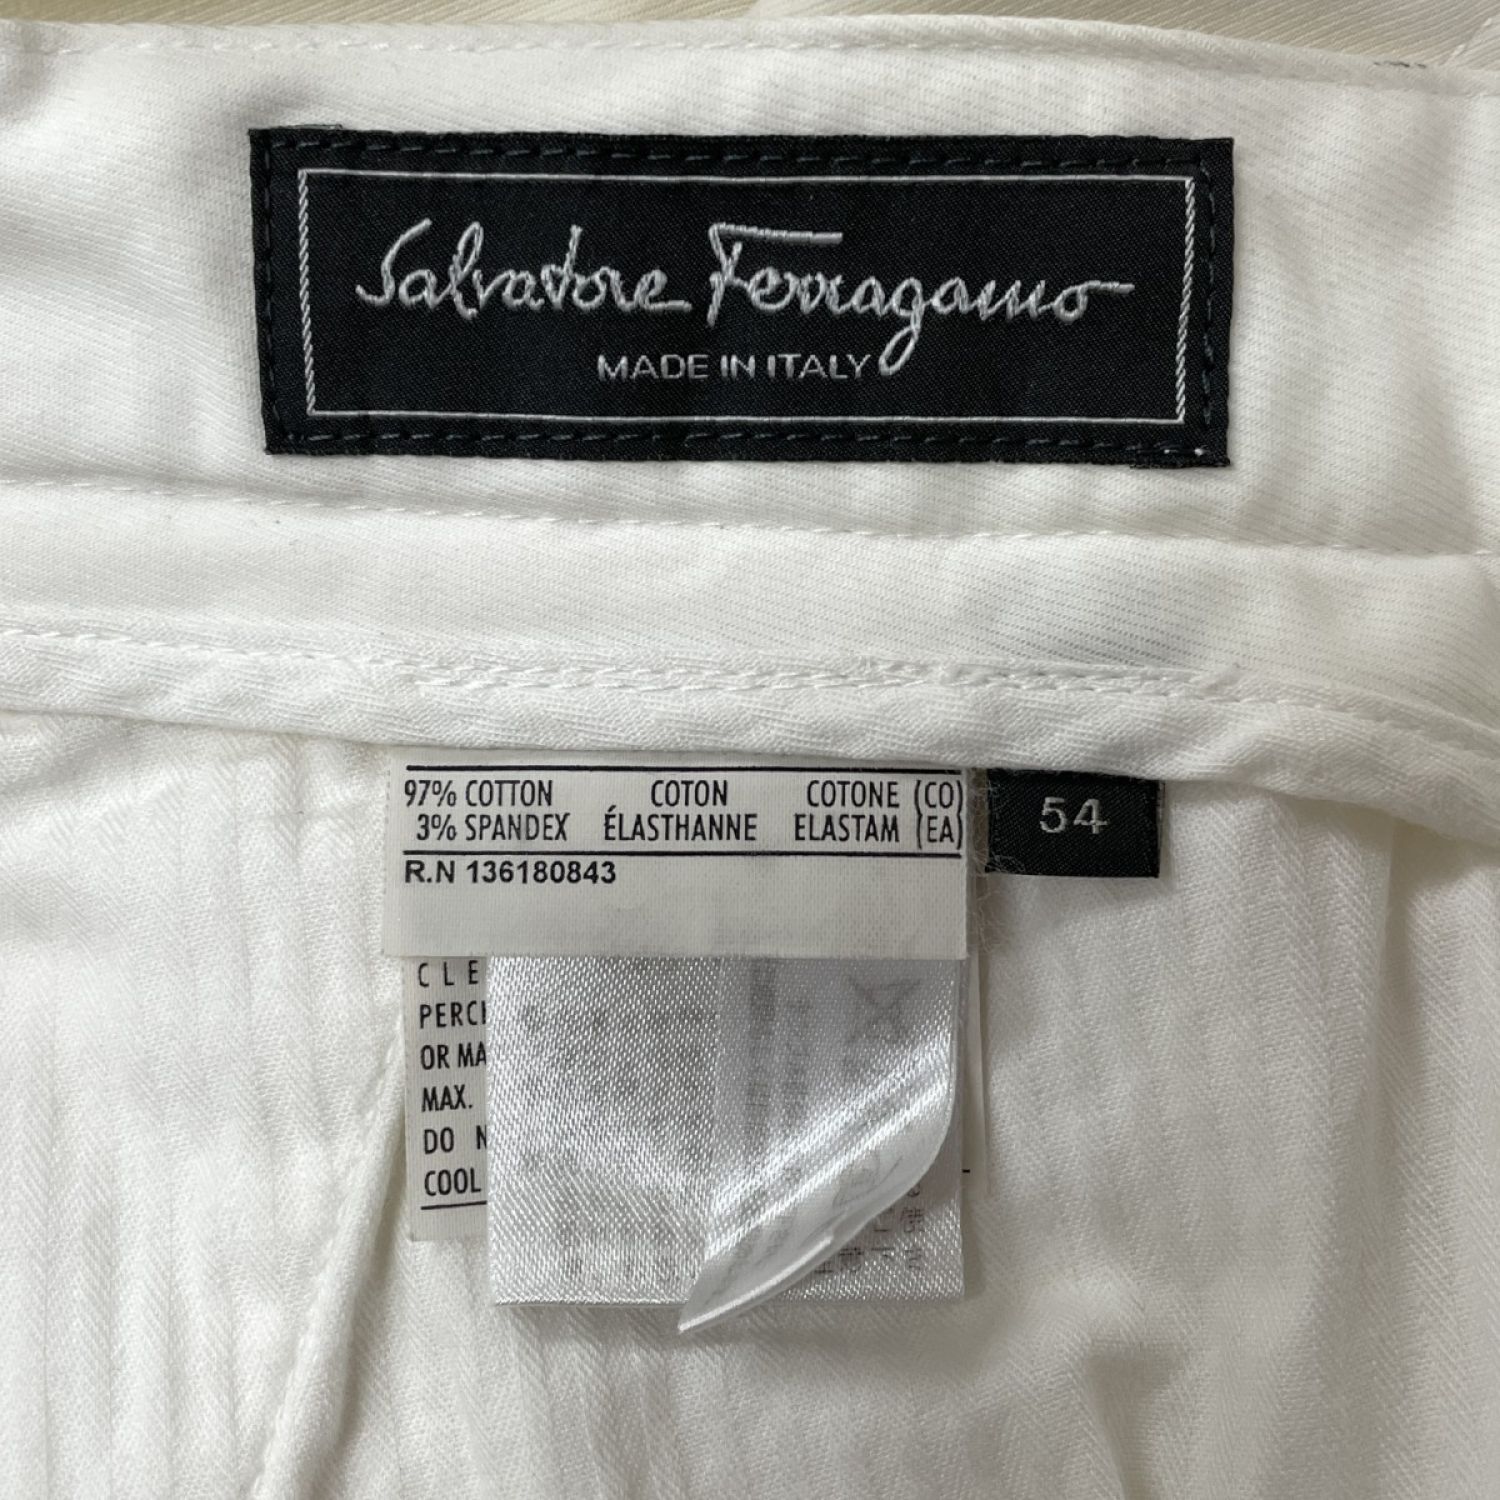 Salvatore Ferragamo
MADE IN ITALY
97% COTTON COTON COTONE (CO)
3% SPANDEX ÉLASTHANNE ELASTAM (EA)
54
R.N 136180843
CLE
PERCI
OR MA
MAX.
DO N
COOL